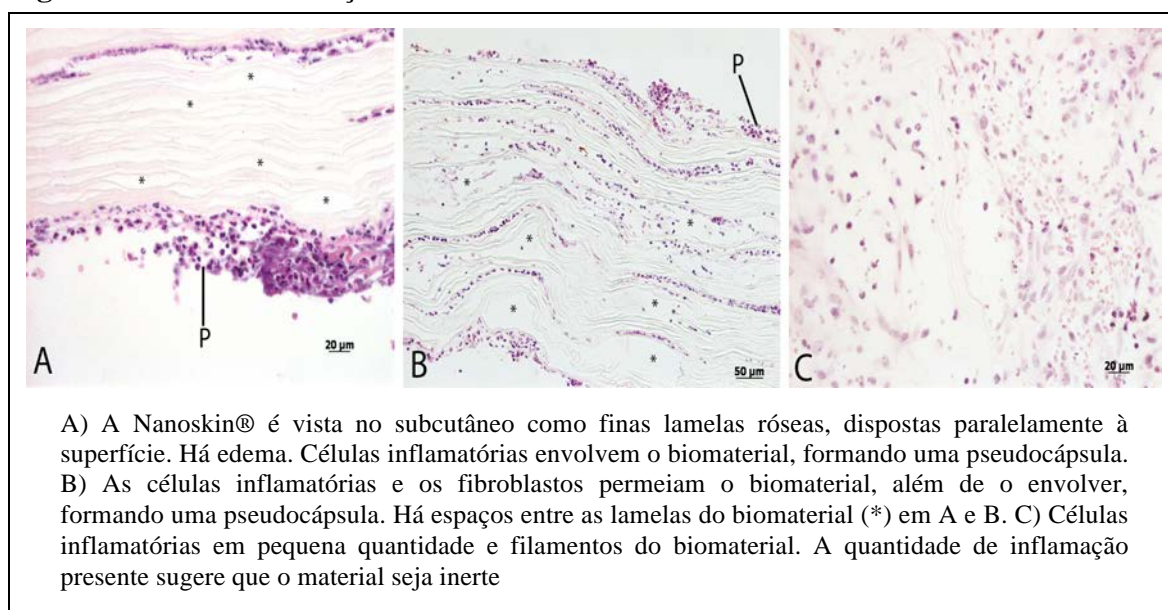 P
20 µm
A
P
50 µm
B
20 µm
C
A) A Nanoskin® é vista no subcutâneo como finas lamelas róseas, dispostas paralelamente à
superfície. Há edema. Células inflamatórias envolvem o biomaterial, formando uma pseudocápsula.
B) As células inflamatórias e os fibroblastos permeiam o biomaterial, além de o envolver,
formando uma pseudocápsula. Há espaços entre as lamelas do biomaterial (*) em A e B. C) Células
inflamatórias em pequena quantidade e filamentos do biomaterial. A quantidade de inflamação
presente sugere que o material seja inerte